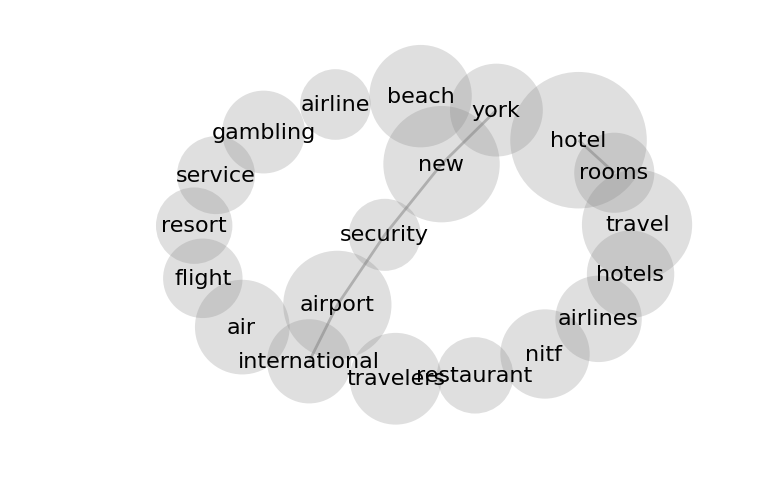 beach
airline
york
gambling
hotel
new
rooms
service
resort
travel
security
flight
hotels
airport
airlines
air
international
nitf
travelers
restaurant